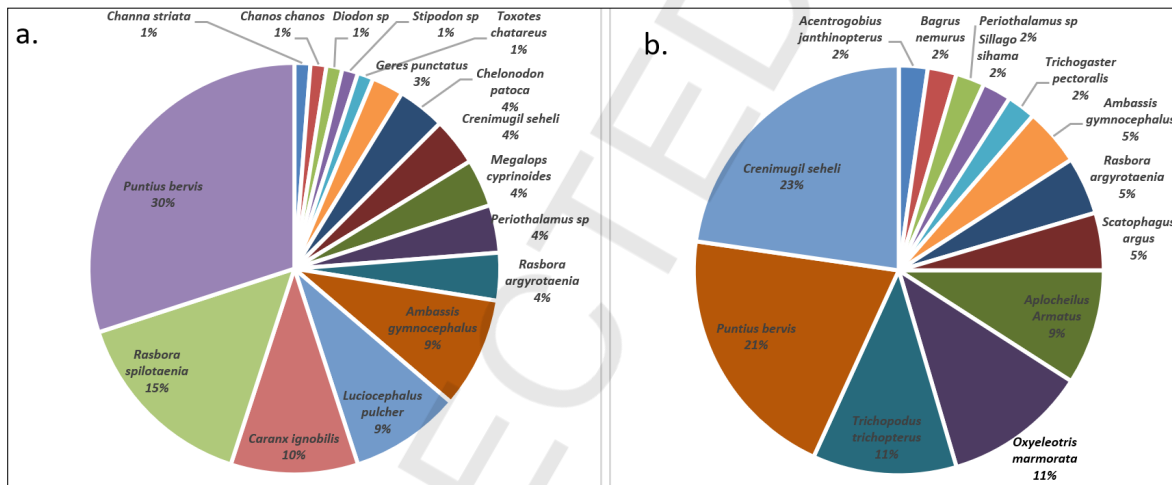 a.
Channa striata
1%
Chanos chanos
1%
Diodon sp
1%
Stipodon sp
1%
Toxotes
chatareus
1%
Geres punctatus
3%
Chelonodon
patoca
4%
Crenimugil seheli
4%
Megalops
cyprinoides
4%
Periothalamus sp
4%
Rasbora
argyrotaenia
4%
Ambassis
gymnocephalus
9%
Luciocephalus
pulcher
9%
Caranx ignobilis
10%
Rasbora
spilotaenia
15%
Puntius bervis
30%
b.
Acentrogobius
janthinopterus
2%
Bagrus
nemurus
2%
Periothalamus sp
2%
Sillago
sihama
2%
Trichogaster
pectoralis
2%
Ambassis
gymnocephalus
5%
Rasbora
argyrotaenia
5%
Scatophagus
argus
5%
Aplocheilus
Armatus
9%
Oxyeleotris
marmorata
11%
Trichopodus
trichopterus
11%
Puntius bervis
21%
Crenimugil seheli
23%
ECTED